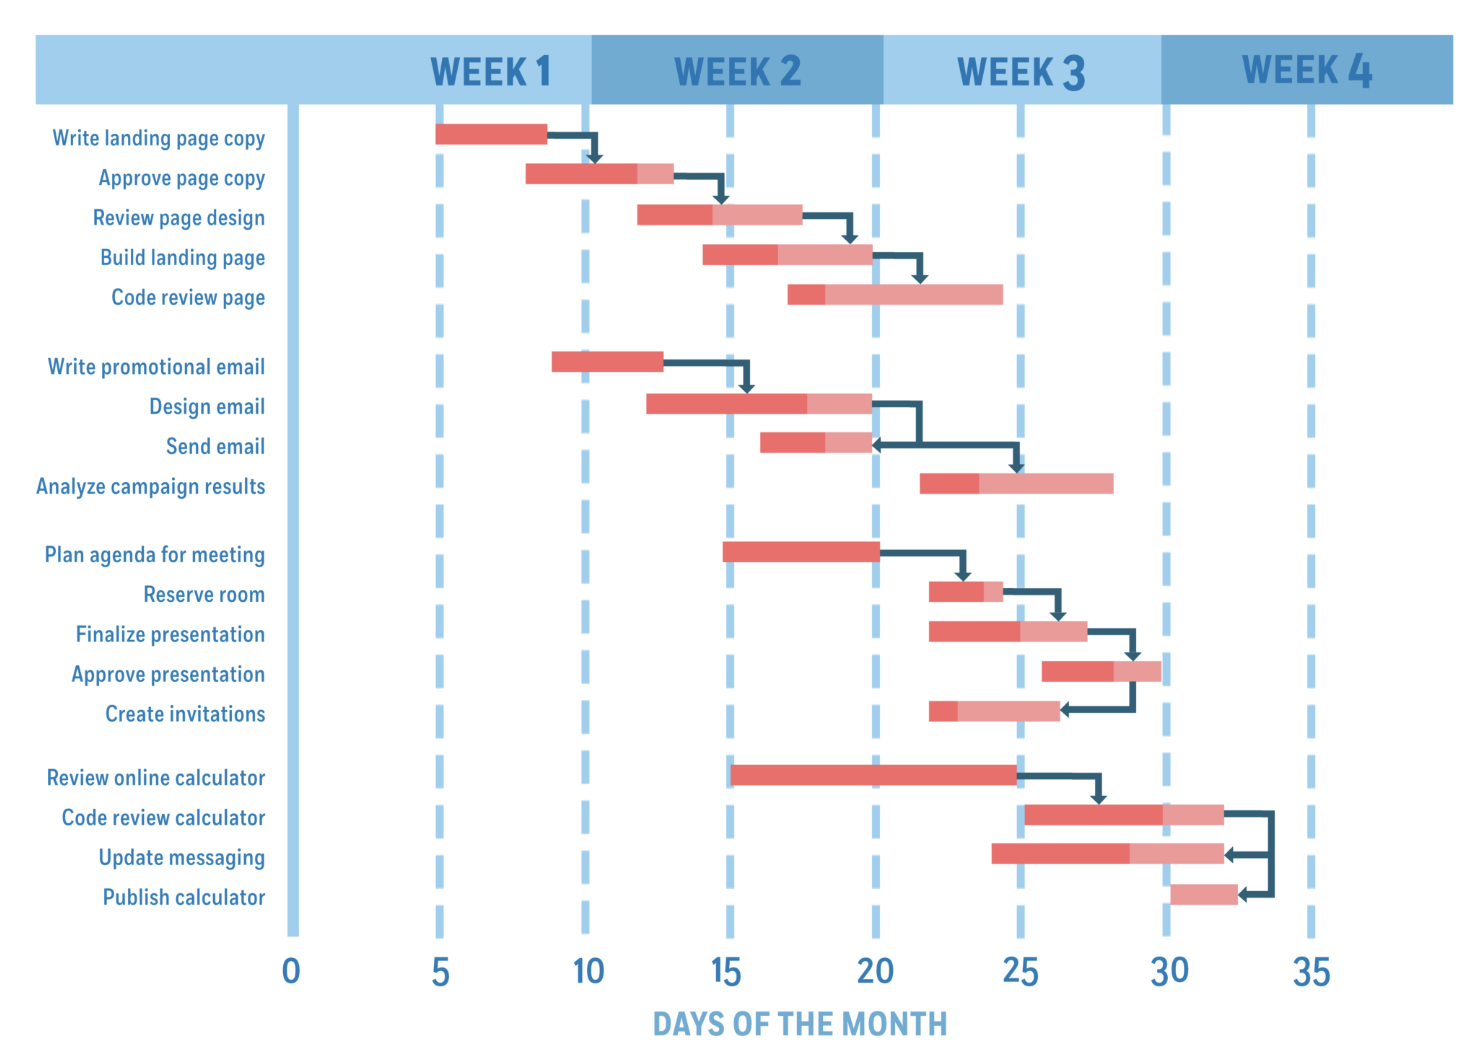 WEEK 1
WEEK 2
WEEK 3
WEEK 4
Write landing page copy
Approve page copy
Review page design
Build landing page
Code review page
Write promotional email
Design email
Send email
Analyze campaign results
Plan agenda for meeting
Reserve room
Finalize presentation
Approve presentation
Create invitations
Review online calculator
Code review calculator
Update messaging
Publish calculator
0 5 10 15 20 25 30 35
DAYS OF THE MONTH